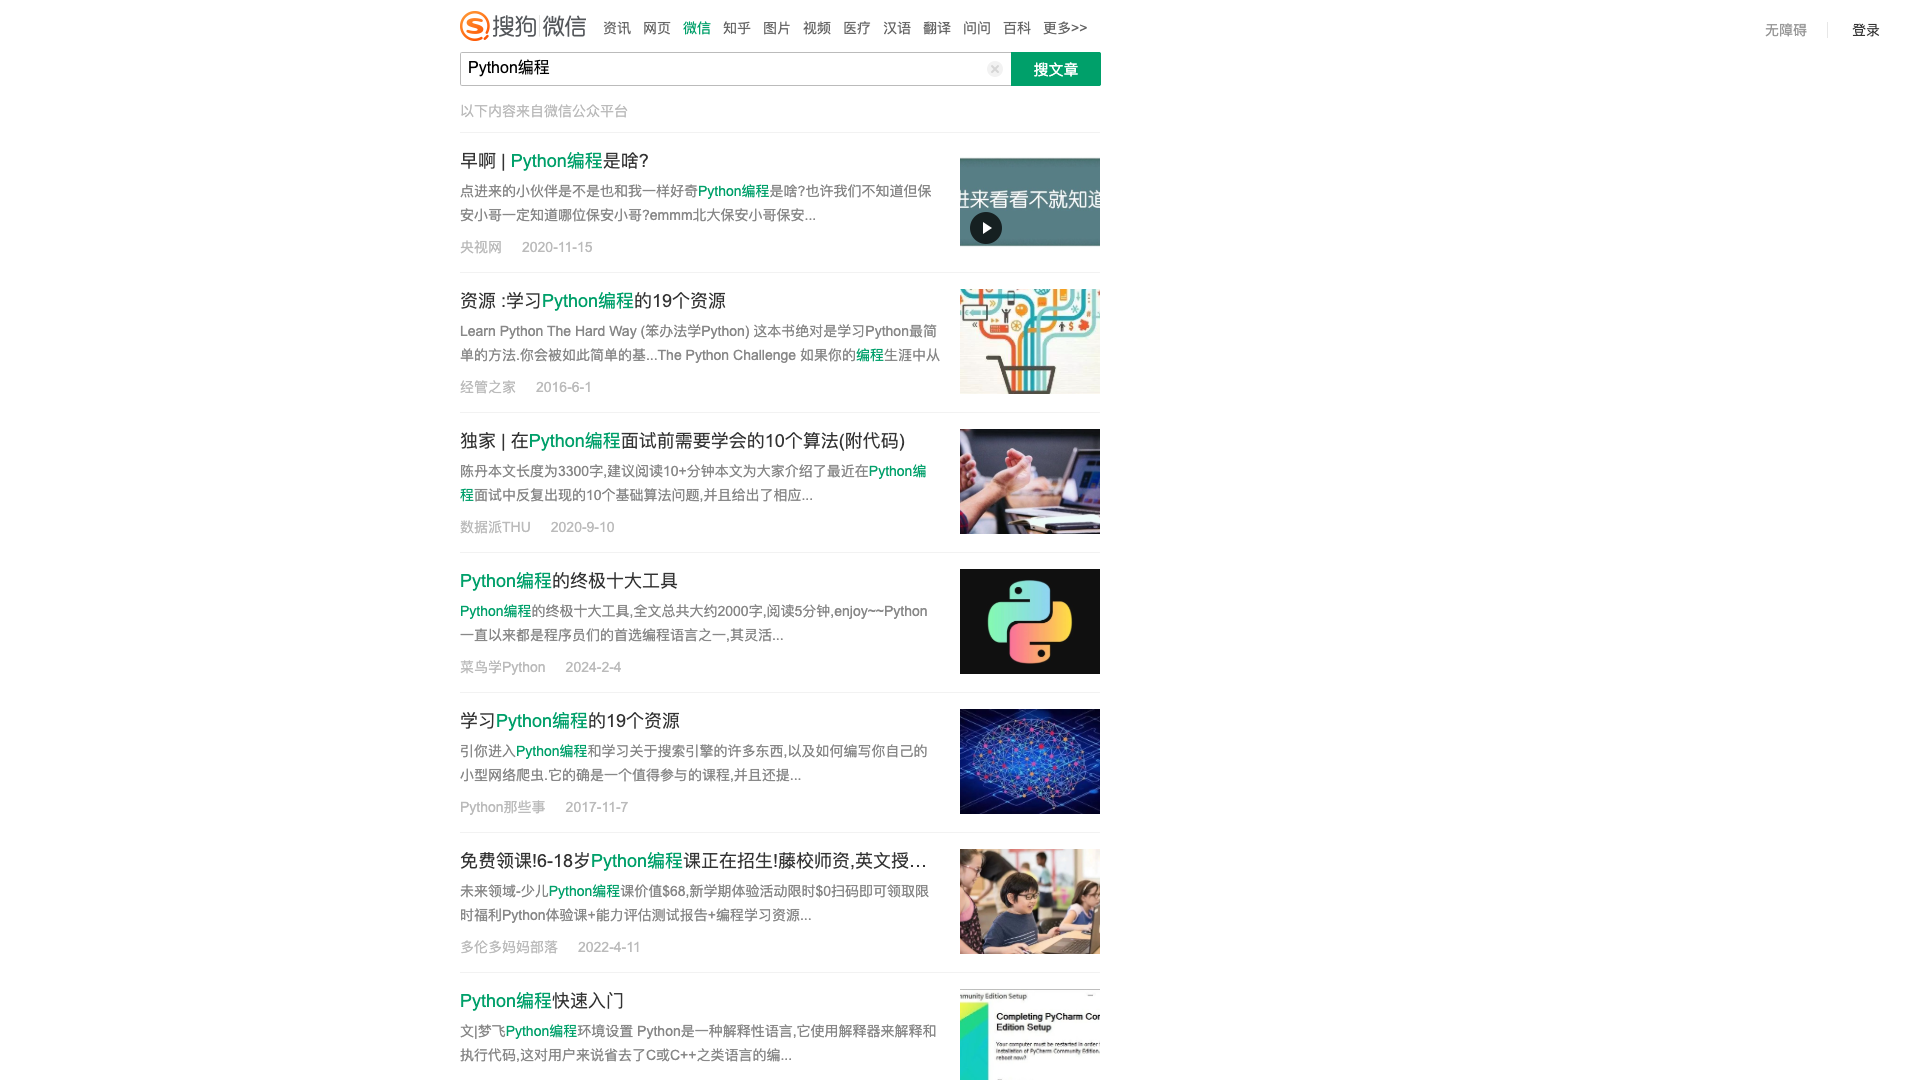 搜狗 微信 资讯 网页 微信 知乎 图片 视频 医疗 汉语 翻译 问问 百科 更多>> 无障碍 登录
Python编程 搜文章
以下内容来自微信公众平台
早啊 | Python编程是啥?
点进来的小伙伴是不是也和我一样好奇Python编程是啥?也许我们不知道但保
安小哥一定知道哪位保安小哥?emmm北大保安小哥保安...
央视网 2020-11-15
进来看看不就知道
资源 :学习Python编程的19个资源
Learn Python The Hard Way (笨办法学Python) 这本书绝对是学习Python最简
单的方法.你会被如此简单的基...The Python Challenge 如果你的编程生涯中从
经管之家 2016-6-1
独家 | 在Python编程面试前需要学会的10个算法(附代码)
陈丹本文长度为3300字,建议阅读10+分钟本文为大家介绍了最近在Python编
程面试中反复出现的10个基础算法问题,并且给出了相应...
数据派THU 2020-9-10
Python编程的终极十大工具
Python编程的终极十大工具,全文总共大约2000字,阅读5分钟,enjoy~~Python
一直以来都是程序员们的首选编程语言之一,其灵活...
菜鸟学Python 2024-2-4
学习Python编程的19个资源
引你进入Python编程和学习关于搜索引擎的许多东西,以及如何编写你自己的
小型网络爬虫.它的确是一个值得参与的课程,并且还提...
Python那些事 2017-11-7
免费领课!6-18岁Python编程课正在招生!藤校师资,英文授...
未来领域-少儿Python编程课价值$68,新学期体验活动限时$0扫码即可领取限
时福利Python体验课+能力评估测试报告+编程学习资源...
多伦多妈妈部落 2022-4-11
Python编程快速入门
文|梦飞Python编程环境设置 Python是一种解释性语言,它使用解释器来解释和
执行代码,这对用户来说省去了C或C++之类语言的编...
munity Edition Setup
Completing PyCharm Cor
Edition Setup
Your computer must be restarted in order
installation of PyCharm Community Edition.
reboot now?